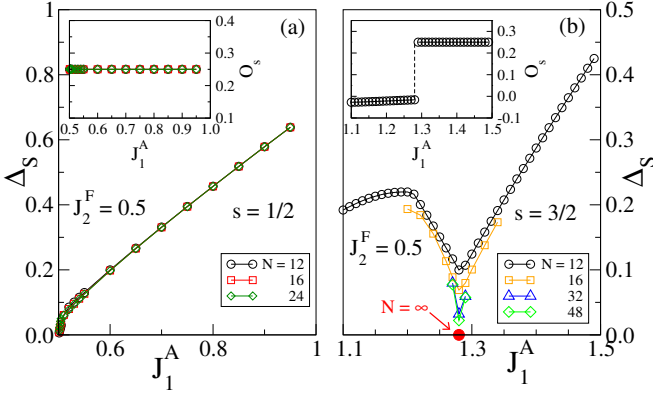 (a)
Δ_S
1
0.8
0.6
0.4
0.2
0.0
0.6
0.8
1
J_1^A
J_2^F = 0.5
s = 1/2
N = 12
16
24
0.5 0.6 0.7 0.8 0.9 1.0
J_1^A
0.4
0.3
0.2
0.1
0.0
O_s
(b)
Δ_S
0.5
0.4
0.3
0.2
0.1
0.0
1.1
1.3
1.5
J_1^A
J_2^F = 0.5
s = 3/2
N = 12
16
32
48
N = ∞
1.1 1.2 1.3 1.4 1.5
J_1^A
0.3
0.2
0.1
0.0
-0.1
O_s